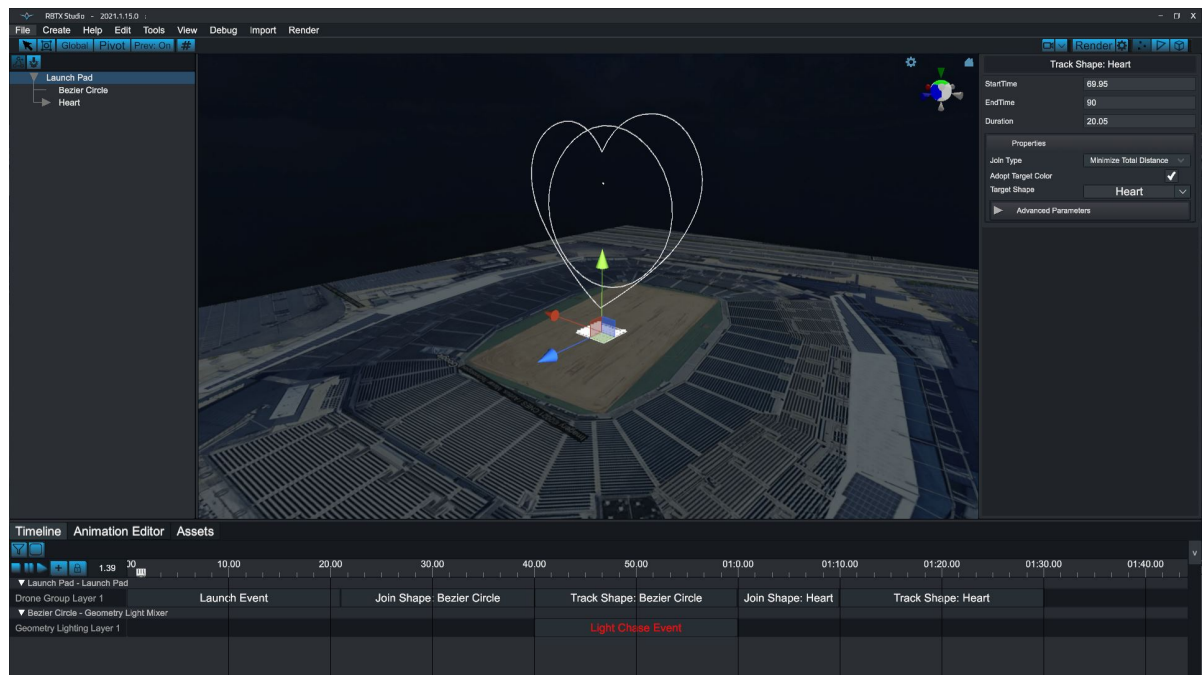 RBTX Studio - 2021.1.15.0 :
File Create Help Edit Tools View Debug Import Render
Global Pivot Prev: On #
Render
Launch Pad
Bezier Circle
Heart
Track Shape: Heart
StartTime 69.95
EndTime 90
Duration 20.05
Properties
Join Type Minimize Total Distance
Adopt Target Color
Target Shape Heart
Advanced Parameters
Timeline Animation Editor Assets
1.39 00 10.00 20.00 30.00 40.00 50.00 01:0.00 01:10.00 01:20.00 01:30.00 01:40.00
Launch Pad - Launch Pad
Drone Group Layer 1 Launch Event Join Shape: Bezier Circle Track Shape: Bezier Circle Join Shape: Heart Track Shape: Heart
Bezier Circle - Geometry Light Mixer
Geometry Lighting Layer 1 Light Chase Event